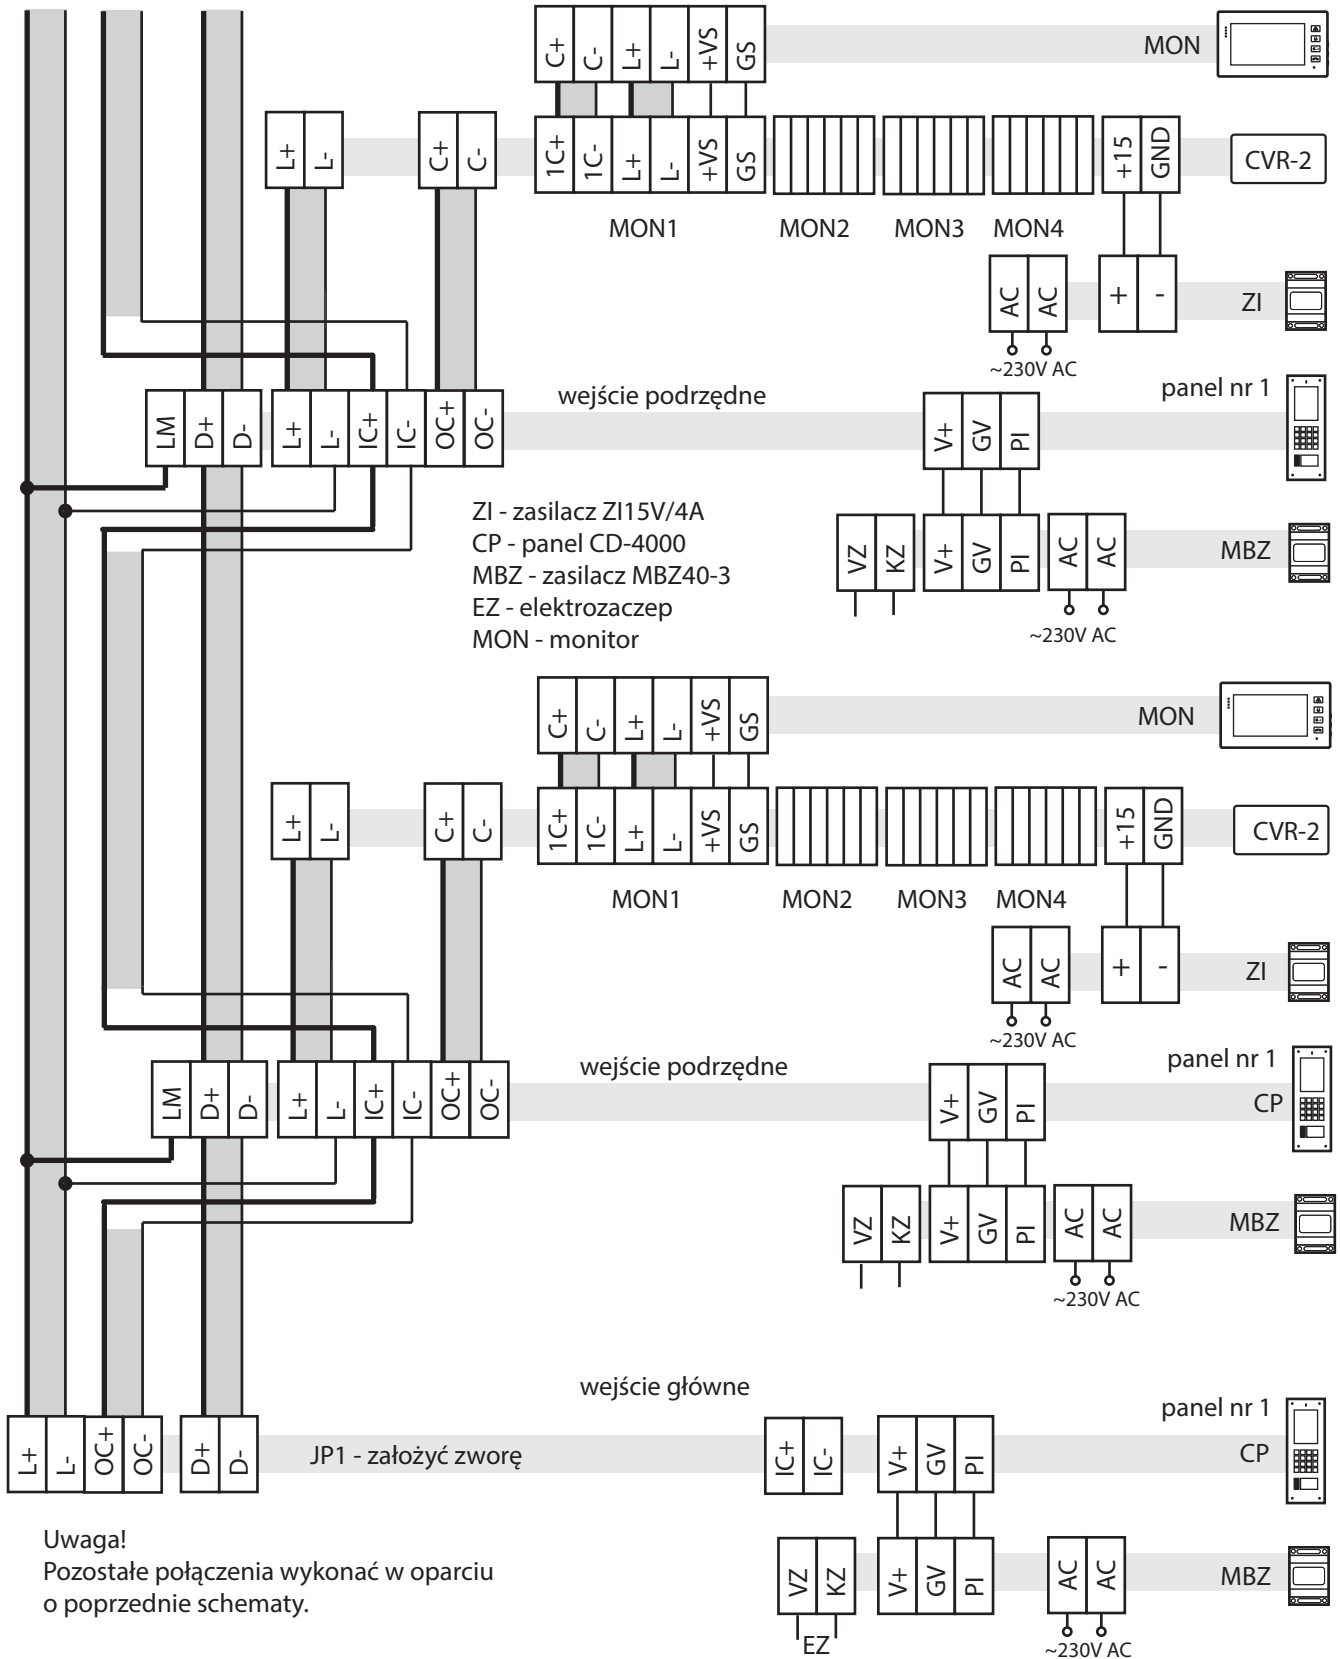 C+ C- L+ L- +VS GS MON
L+ L- C+ C- 1C+ 1C- L+ L- +VS GS +15 GND CVR-2
MON1 MON2 MON3 MON4
AC AC + - ZI
~230V AC
panel nr 1
wejście podrzędne
LM D+ D- L+ L- IC+ IC- OC+ OC- V+ GV PI
ZI - zasilacz ZI15V/4A
CP - panel CD-4000
MBZ - zasilacz MBZ40-3
EZ - elektrozaczep
MON - monitor
VZ KZ V+ GV PI AC AC MBZ
~230V AC
C+ C- L+ L- +VS GS MON
L+ L- C+ C- 1C+ 1C- L+ L- +VS GS +15 GND CVR-2
MON1 MON2 MON3 MON4
AC AC + - ZI
~230V AC
panel nr 1
wejście podrzędne
LM D+ D- L+ L- IC+ IC- OC+ OC- V+ GV PI CP
VZ KZ V+ GV PI AC AC MBZ
~230V AC
wejście główne
panel nr 1
L+ L- OC+ OC- D+ D- JP1 - założyć zworę IC+ IC- V+ GV PI CP
Uwaga!
Pozostałe połączenia wykonać w oparciu
o poprzednie schematy.
VZ KZ V+ GV PI AC AC MBZ
EZ
~230V AC